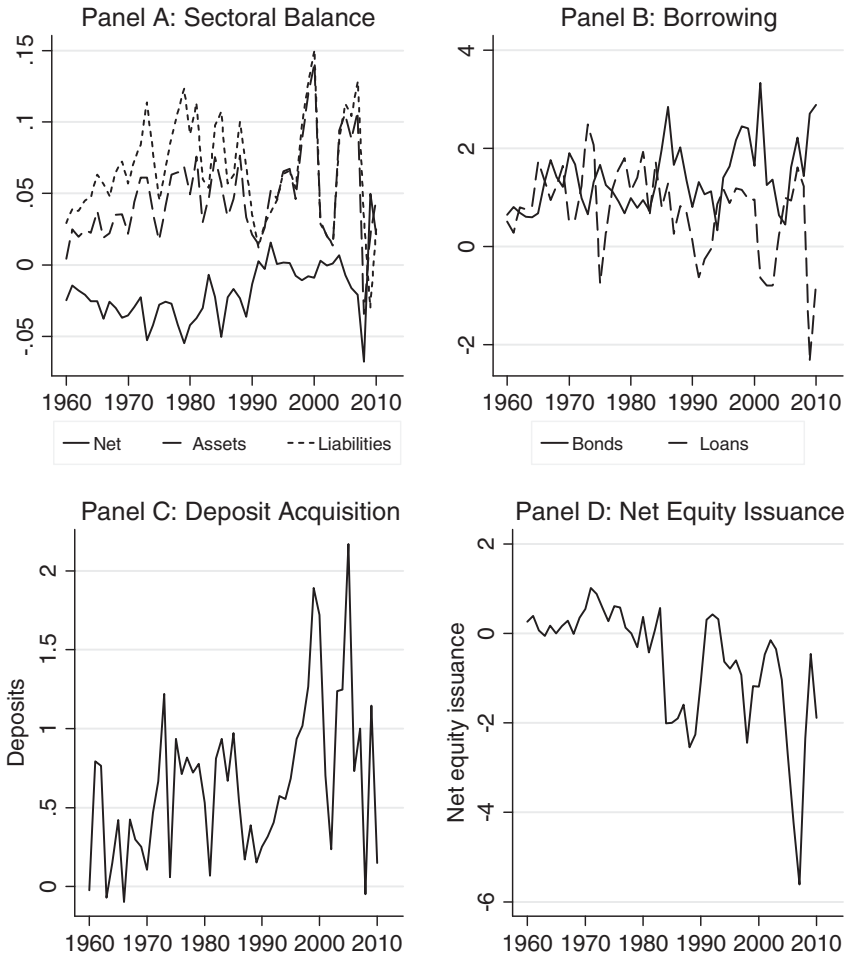 Panel A: Sectoral Balance
.15
.1
.05
0
-.05
1960 1970 1980 1990 2000 2010
Net Assets Liabilities
Panel B: Borrowing
4
2
0
-2
1960 1970 1980 1990 2000 2010
Bonds Loans
Panel C: Deposit Acquisition
Deposits
2
1.5
1
.5
0
1960 1970 1980 1990 2000 2010
Panel D: Net Equity Issuance
Net equity issuance
2
0
-2
-4
-6
1960 1970 1980 1990 2000 2010